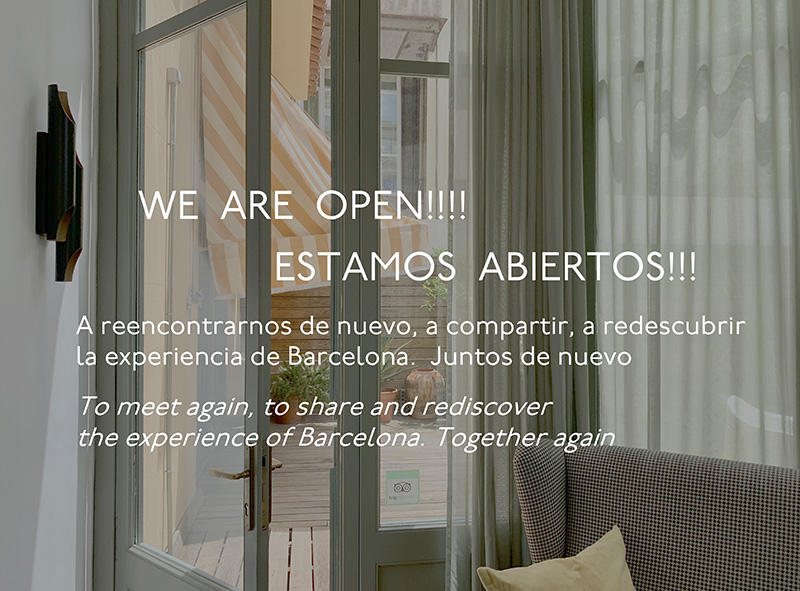 WE ARE OPEN!!!!
ESTAMOS ABIERTOS!!!
A reencontrarnos de nuevo, a compartir, a redescubrir
la experiencia de Barcelona. Juntos de nuevo
To meet again, to share and rediscover
the experience of Barcelona. Together again